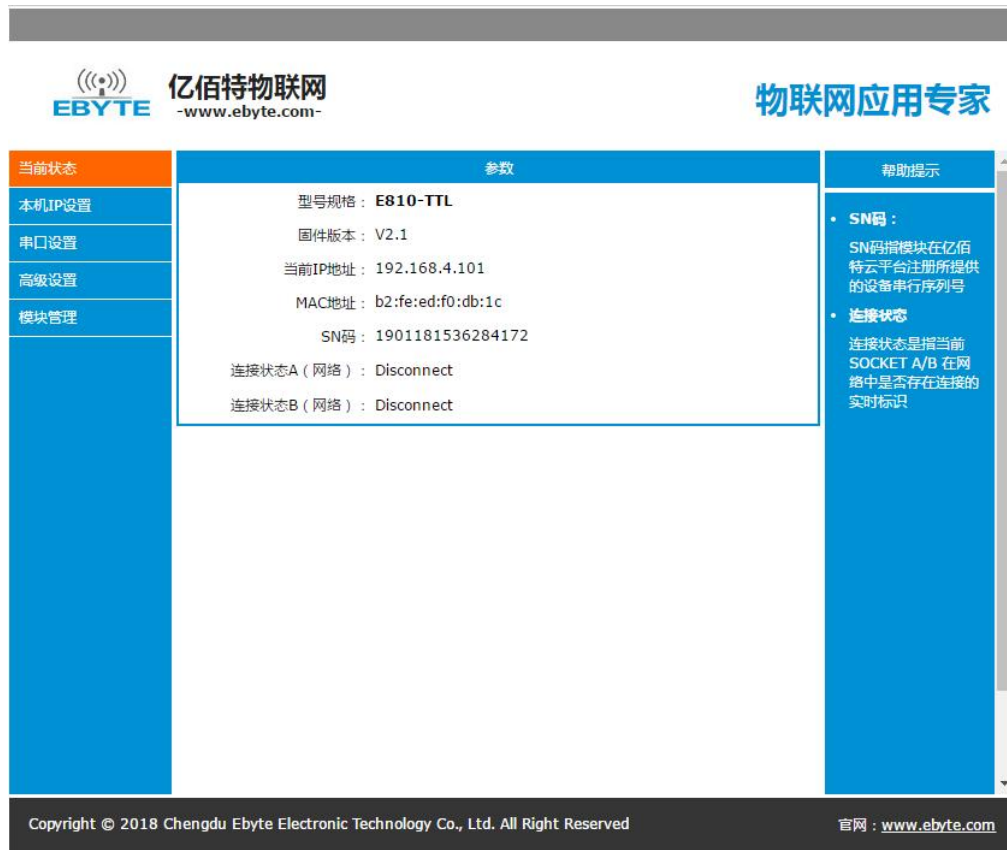 EBYTE
亿佰特物联网
-www.ebyte.com-
物联网应用专家
当前状态
本机IP设置
串口设置
高级设置
模块管理
参数
型号规格： E810-TTL
固件版本： V2.1
当前IP地址： 192.168.4.101
MAC地址： b2:fe:ed:f0:db:1c
SN码： 1901181536284172
连接状态A（网络）： Disconnect
连接状态B（网络）： Disconnect
帮助提示
• SN码：
SN码指模块在亿佰
特云平台注册所提供
的设备串行序列号
• 连接状态
连接状态是指当前
SOCKET A/B 在网
络中是否存在连接的
实时标识
Copyright © 2018 Chengdu Ebyte Electronic Technology Co., Ltd. All Right Reserved
官网：www.ebyte.com